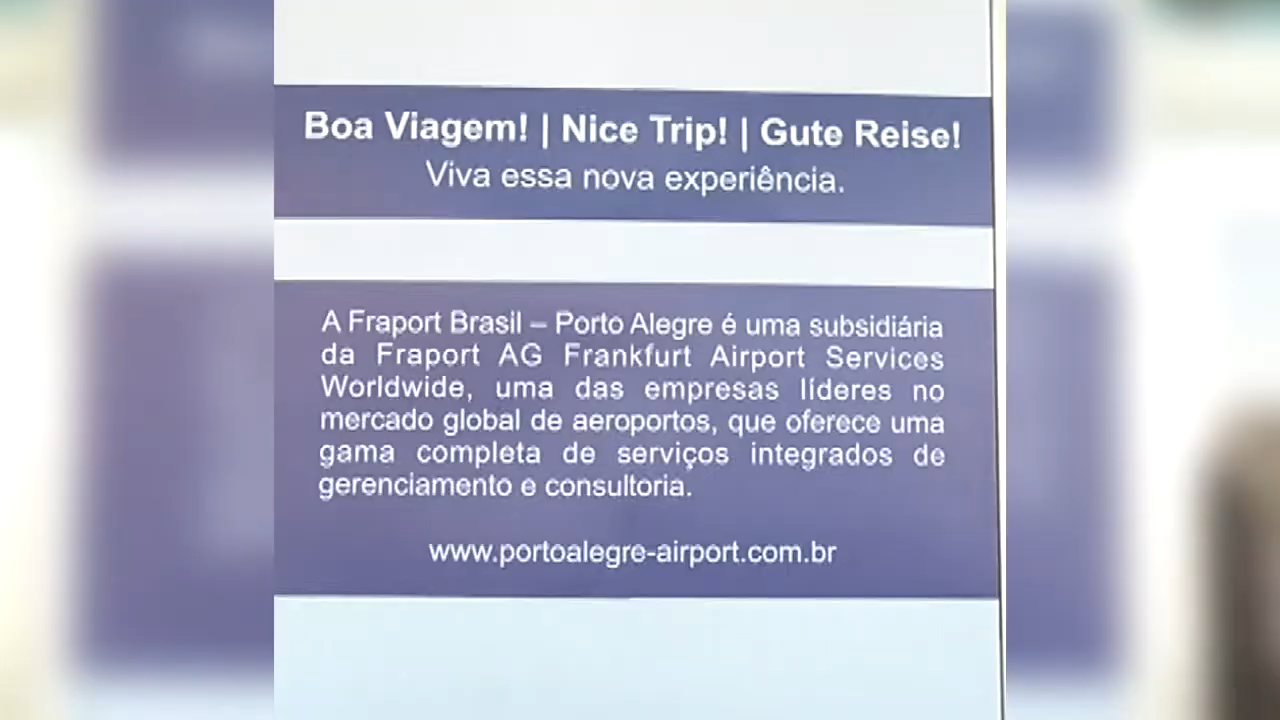 Boa Viagem! | Nice Trip! | Gute Reise!
Viva essa nova experiência.
A Fraport Brasil – Porto Alegre é uma subsidiária
da Fraport AG Frankfurt Airport Services
Worldwide, uma das empresas líderes no
mercado global de aeroportos, que oferece uma
gama completa de serviços integrados de
gerenciamento e consultoria.
www.portoalegre-airport.com.br